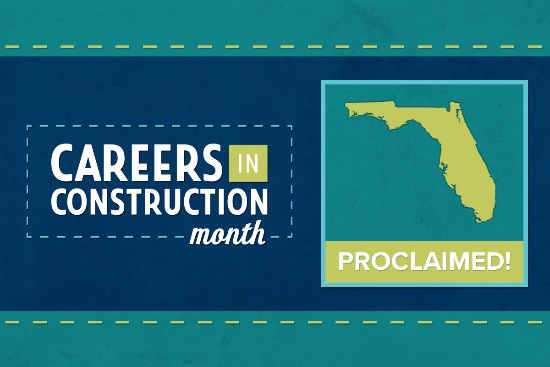 CAREERS IN
CONSTRUCTION
month
PROCLAIMED!